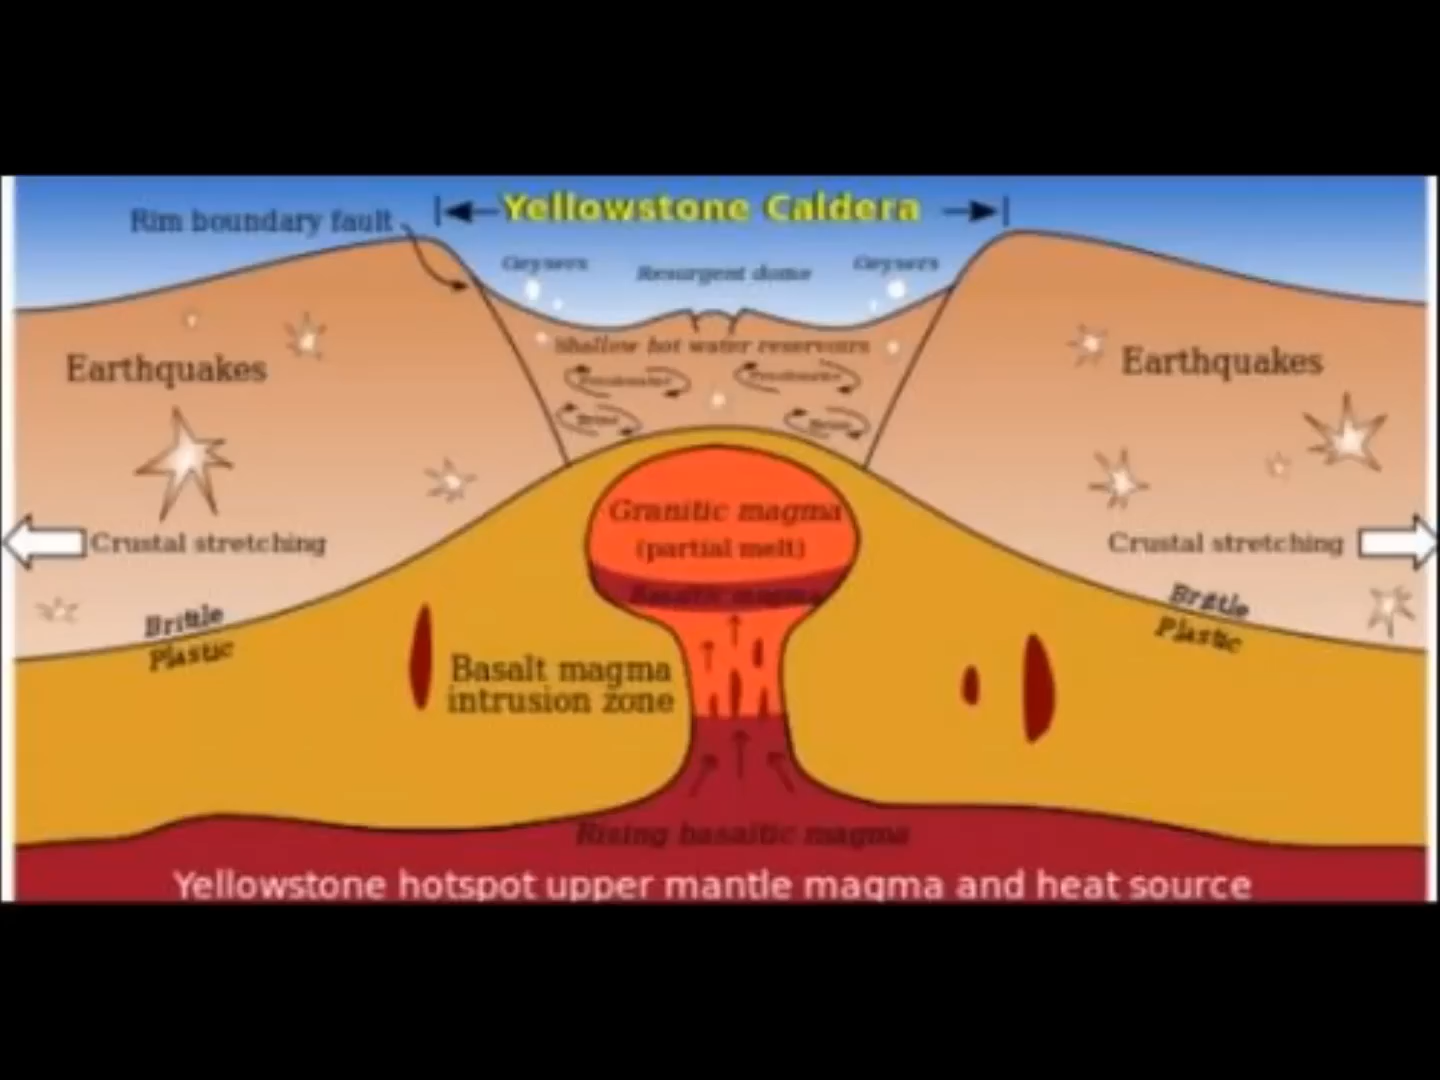 Yellowstone Caldera
Rim boundary fault
Geysers
Resurgent dome
Geysers
Shallow hot water reservoirs
Earthquakes
Earthquakes
Granitic magma
(partial melt)
Crustal stretching
Crustal stretching
Basaltic magma
Brittle
Plastic
Brittle
Plastic
Basalt magma
intrusion zone
Rising basaltic magma
Yellowstone hotspot upper mantle magma and heat source